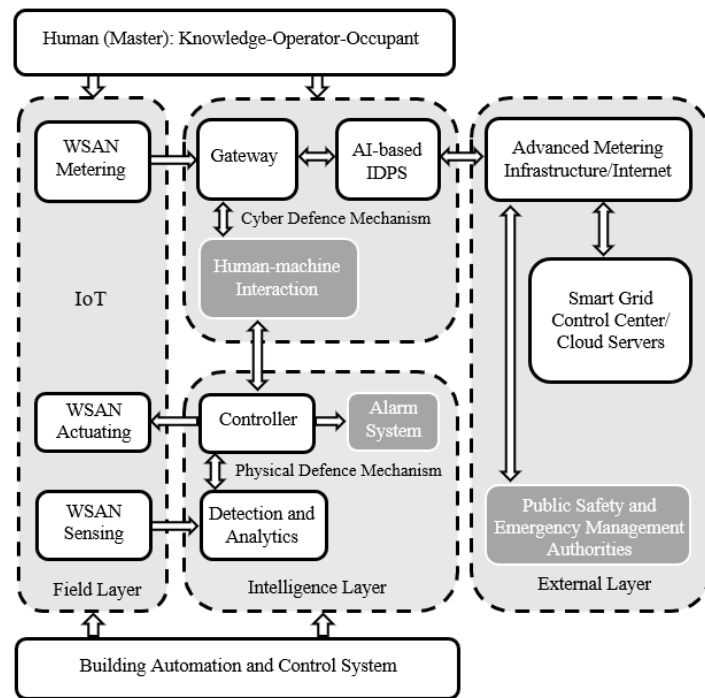 Human (Master): Knowledge-Operator-Occupant
WSAN
Metering
Gateway
AI-based
IDPS
Advanced Metering
Infrastructure/Internet
Cyber Defence Mechanism
Human-machine
Interaction
IoT
Smart Grid
Control Center/
Cloud Servers
WSAN
Actuating
Controller
Alarm
System
Physical Defence Mechanism
WSAN
Sensing
Detection and
Analytics
Public Safety and
Emergency Management
Authorities
Field Layer
Intelligence Layer
External Layer
Building Automation and Control System